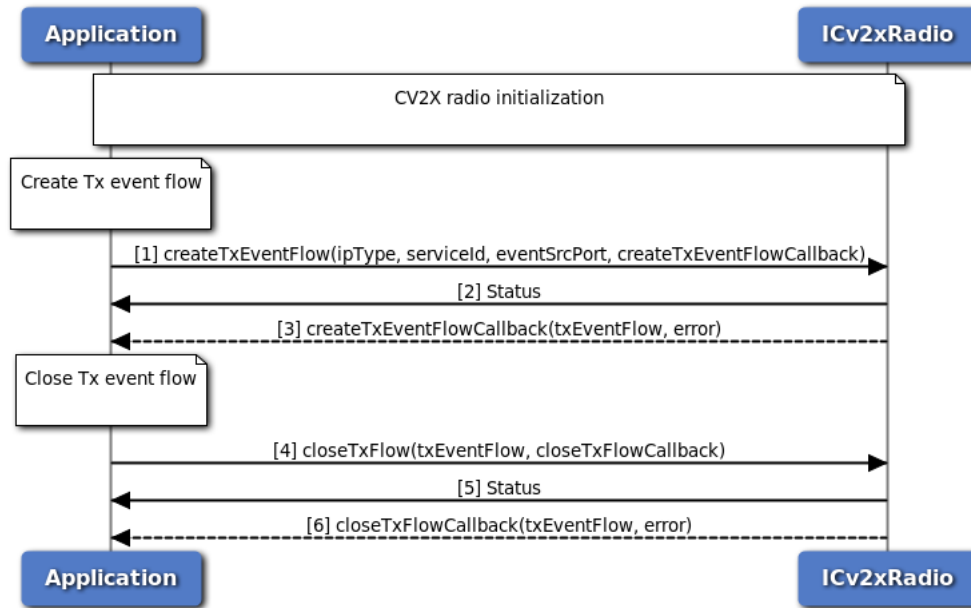 Application
ICv2xRadio
CV2X radio initialization
Create Tx event flow
[1] createTxEventFlow(ipType, serviceId, eventSrcPort, createTxEventFlowCallback)
[2] Status
[3] createTxEventFlowCallback(txEventFlow, error)
Close Tx event flow
[4] closeTxFlow(txEventFlow, closeTxFlowCallback)
[5] Status
[6] closeTxFlowCallback(txEventFlow, error)
Application
ICv2xRadio